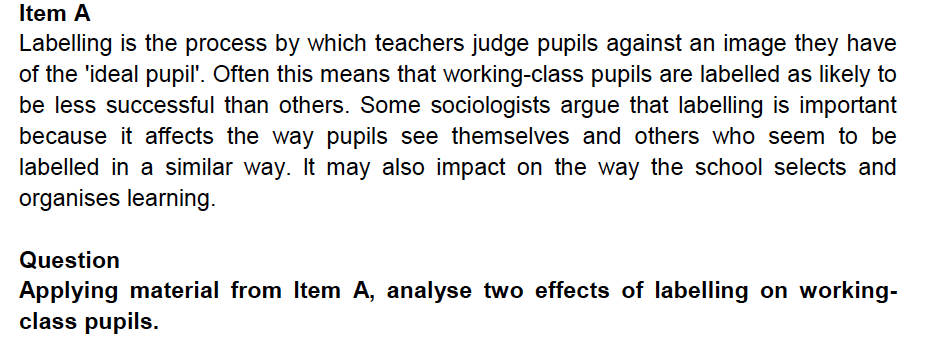 Item A
Labelling is the process by which teachers judge pupils against an image they have
of the 'ideal pupil'. Often this means that working-class pupils are labelled as likely to
be less successful than others. Some sociologists argue that labelling is important
because it affects the way pupils see themselves and others who seem to be
labelled in a similar way. It may also impact on the way the school selects and
organises learning.
Question
Applying material from Item A, analyse two effects of labelling on working-
class pupils.